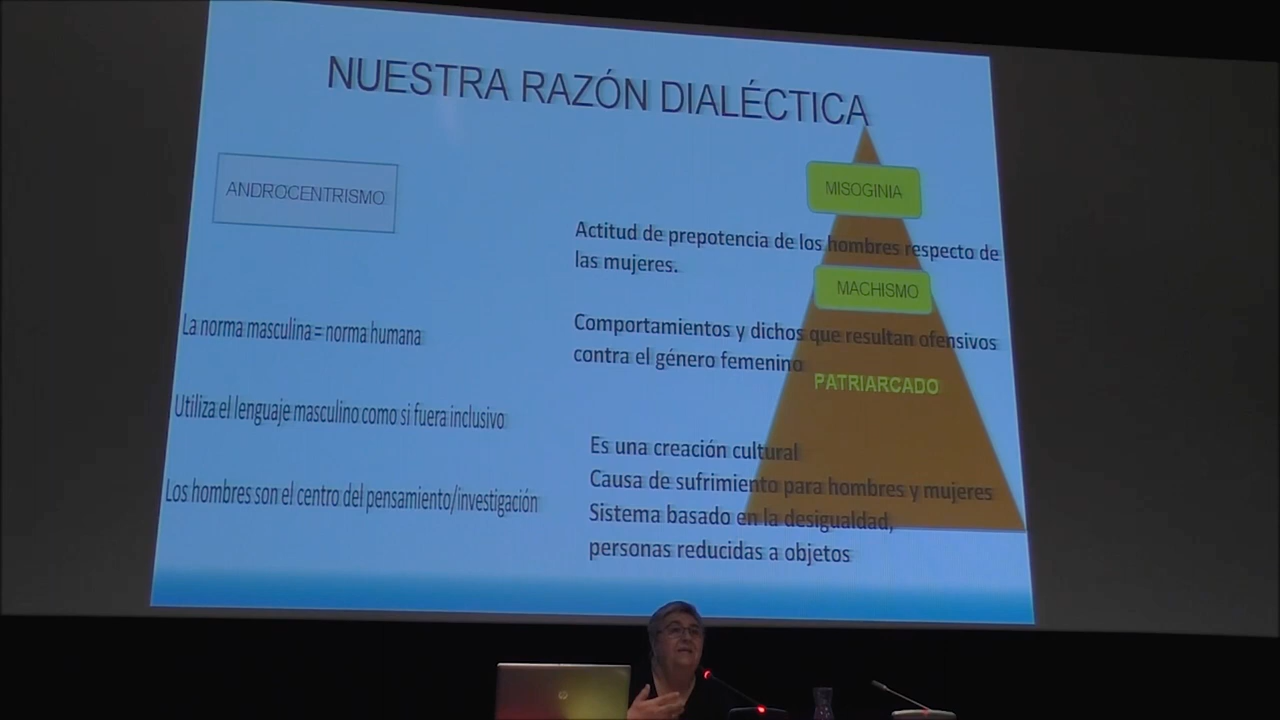 NUESTRA RAZÓN DIALÉCTICA
ANDROCENTRISMO
La norma masculina = norma humana
Utiliza el lenguaje masculino como si fuera inclusivo
Los hombres son el centro del pensamiento/investigación
MISOGINIA
Actitud de prepotencia de los hombres respecto de
las mujeres.
MACHISMO
Comportamientos y dichos que resultan ofensivos
contra el género femenino
PATRIARCADO
Es una creación cultural
Causa de sufrimiento para hombres y mujeres
Sistema basado en la desigualdad,
personas reducidas a objetos